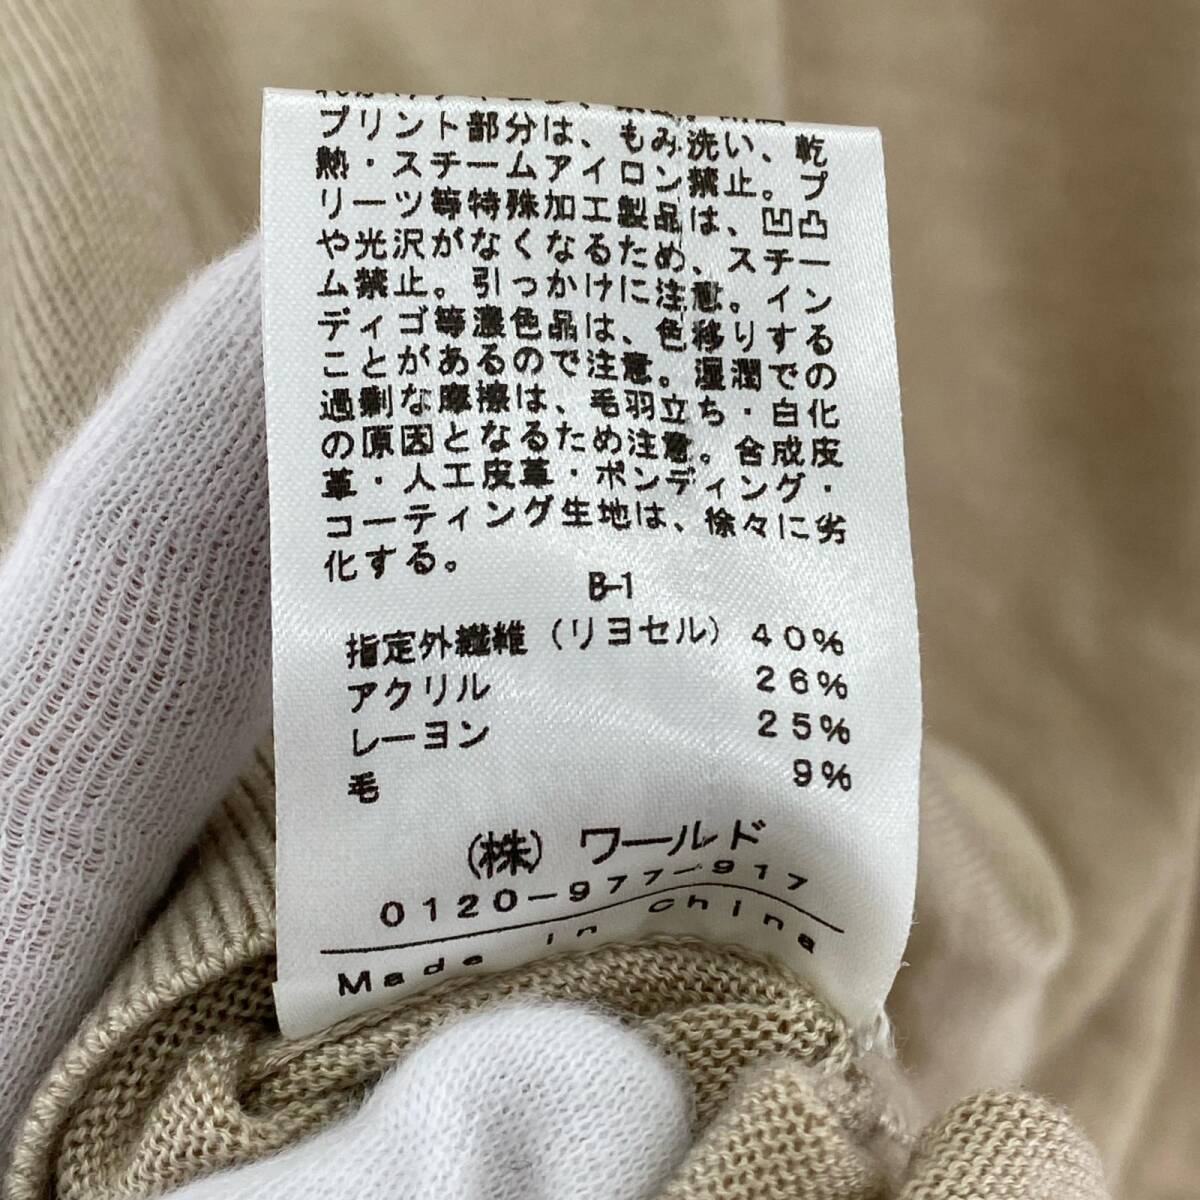 プリント部分は、もみ洗い、乾
熱・スチームアイロン禁止。プ
リーツ等特殊加工製品は、凹凸
や光沢がなくなるため、スチー
ム禁止。引っかけに注意。イン
ディゴ等濃色品は、色移りする
ことがあるので注意。湿潤での
過剰な摩擦は、毛羽立ち・白化
の原因となるため注意。合成皮
革・人工皮革・ボンディング・
コーティング生地は、徐々に劣
化する。
B-1
指定外繊維(リヨセル) 40%
アクリル 26%
レーヨン 25%
毛 9%
(株)ワールド
0120-977-917
Made in china